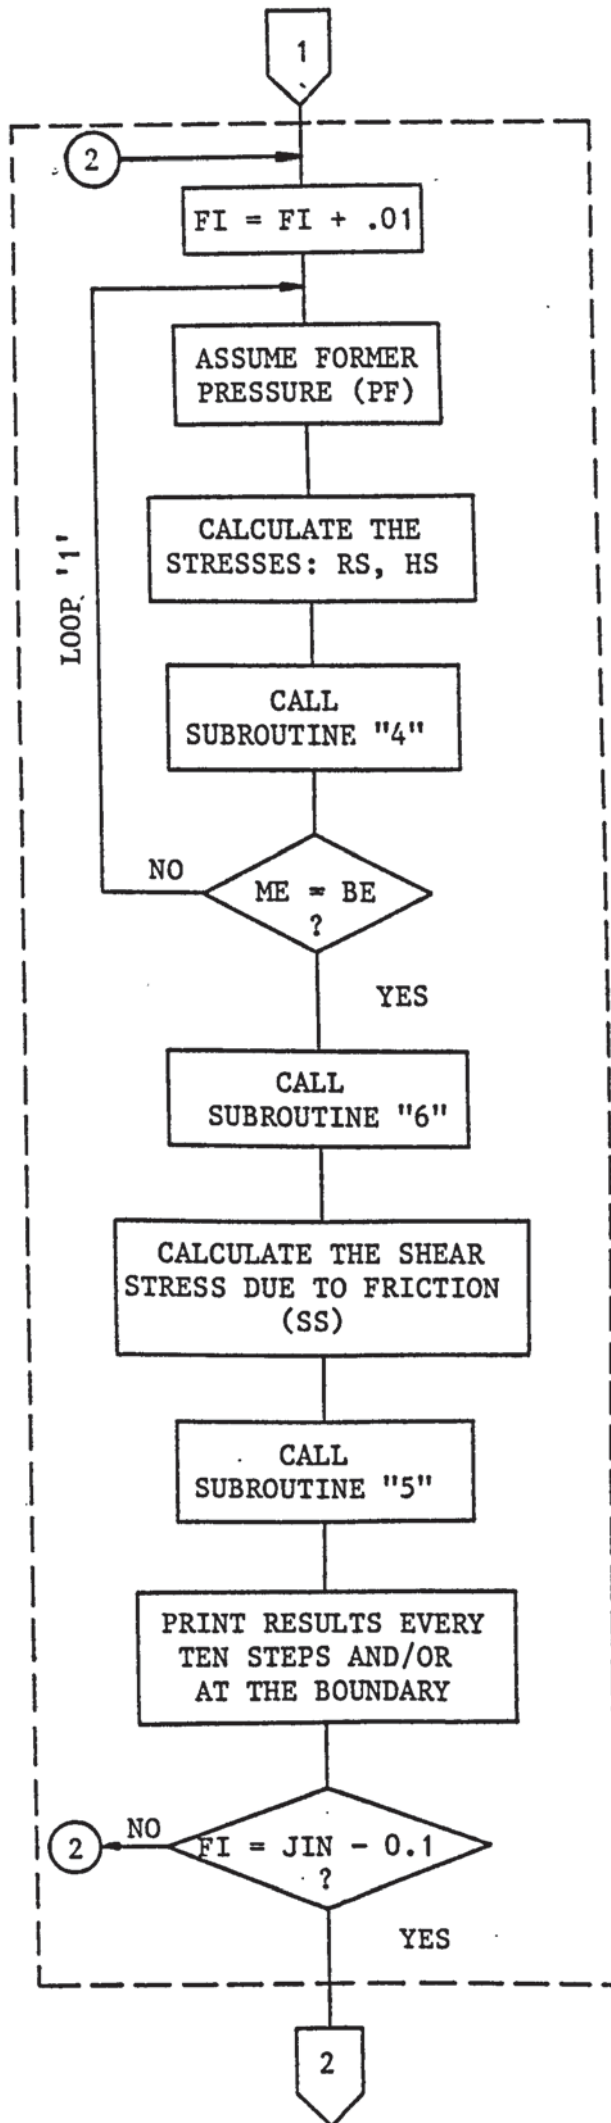 1
2
FI = FI + .01
ASSUME FORMER
PRESSURE (PF)
CALCULATE THE
STRESSES: RS, HS
LOOP '1'
CALL
SUBROUTINE "4"
NO
ME = BE
?
YES
CALL
SUBROUTINE "6"
CALCULATE THE SHEAR
STRESS DUE TO FRICTION
(SS)
CALL
SUBROUTINE "5"
PRINT RESULTS EVERY
TEN STEPS AND/OR
AT THE BOUNDARY
2
NO
FI = JIN - 0.1
?
YES
2